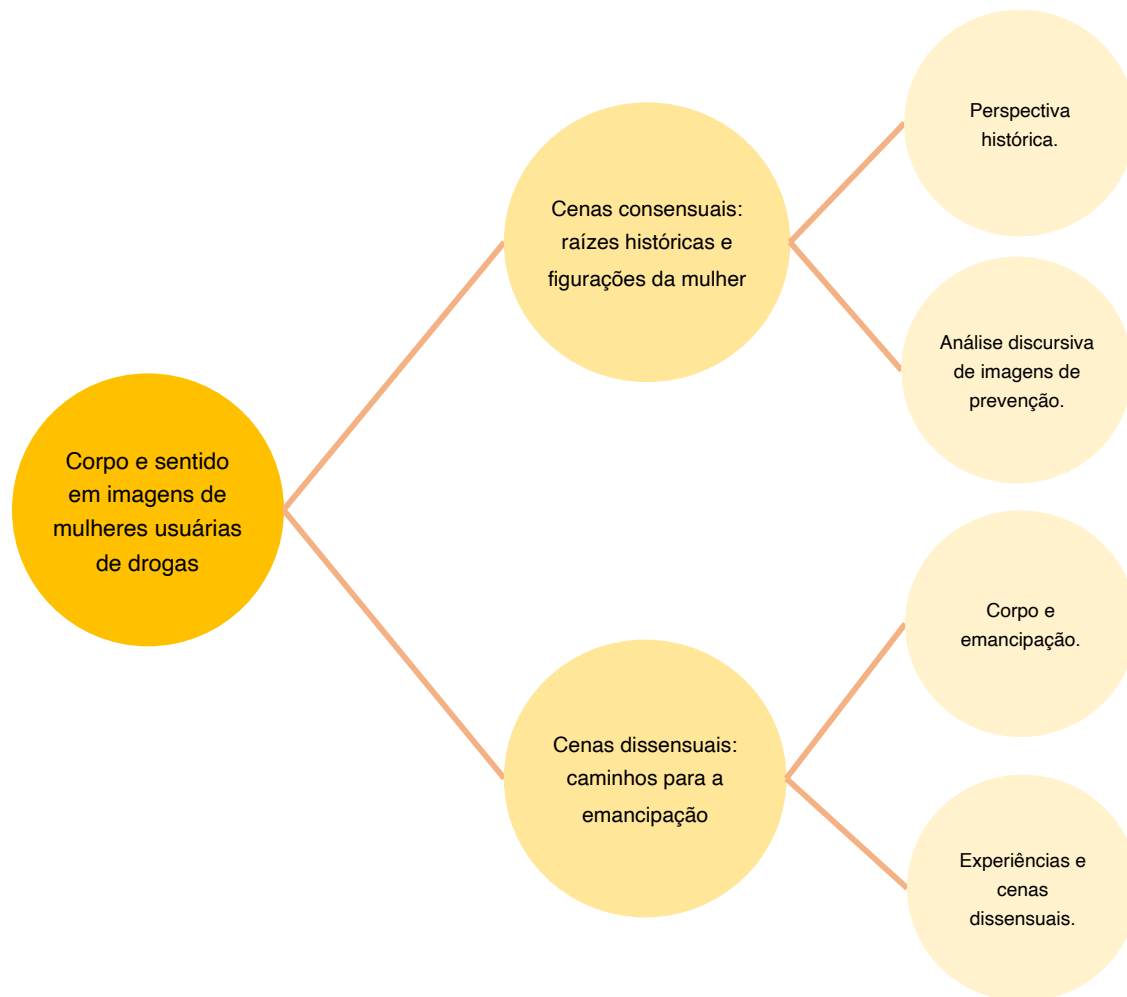 Corpo e sentido
em imagens de
mulheres usuárias
de drogas
Cenas consensuais:
raízes históricas e
figurações da mulher
Perspectiva
histórica.
Análise discursiva
de imagens de
prevenção.
Cenas dissensuais:
caminhos para a
emancipação
Corpo e
emancipação.
Experiências e
cenas
dissensuais.